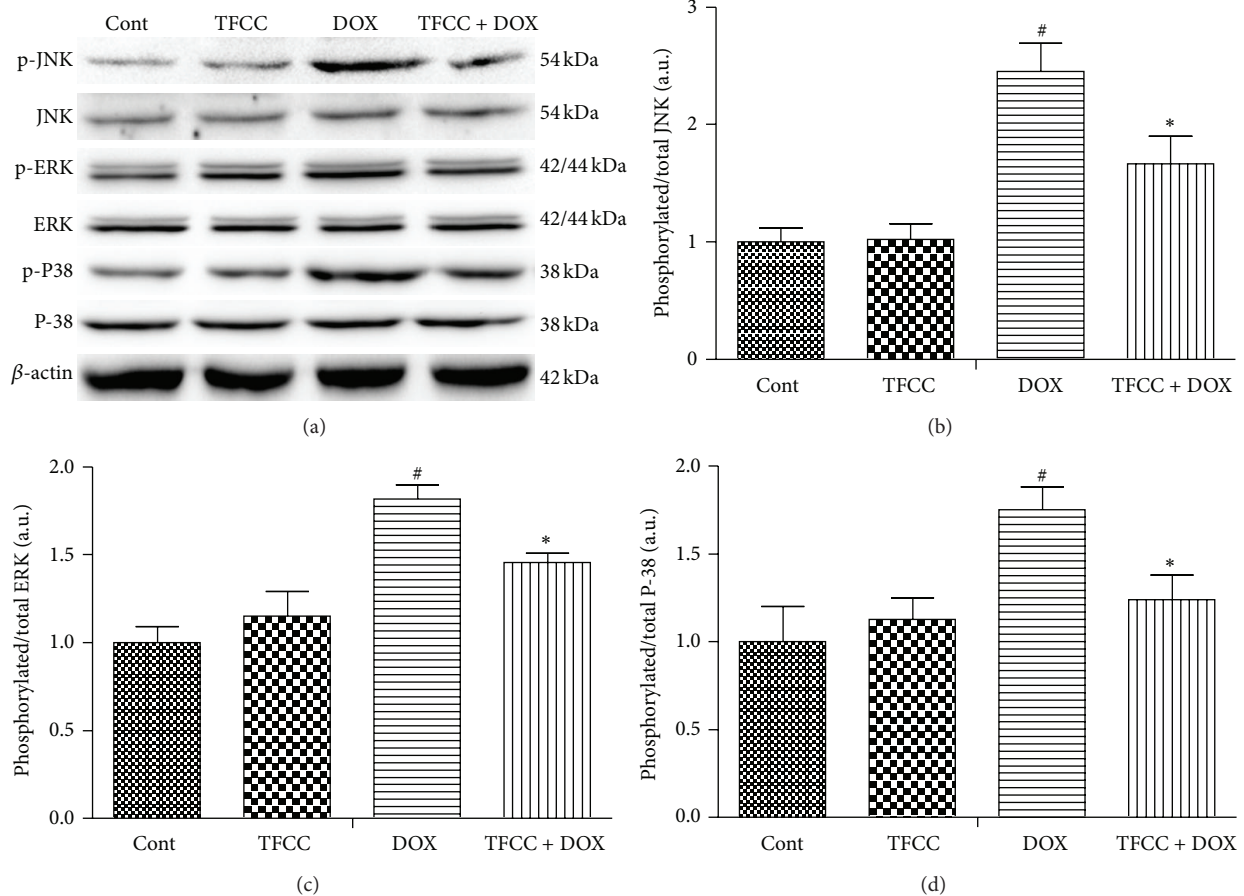 Cont TFCC DOX TFCC + DOX
p-JNK 54 kDa
JNK 54 kDa
p-ERK 42/44 kDa
ERK 42/44 kDa
p-P38 38 kDa
P-38 38 kDa
β-actin 42 kDa
(a)
Phosphorylated/total JNK (a.u.)
3
2
1
0
#
*
Cont TFCC DOX TFCC + DOX
(b)
Phosphorylated/total ERK (a.u.)
2.0
1.5
1.0
0.5
0.0
#
*
Cont TFCC DOX TFCC + DOX
(c)
Phosphorylated/total P-38 (a.u.)
2.0
1.5
1.0
0.5
0.0
#
*
Cont TFCC DOX TFCC + DOX
(d)